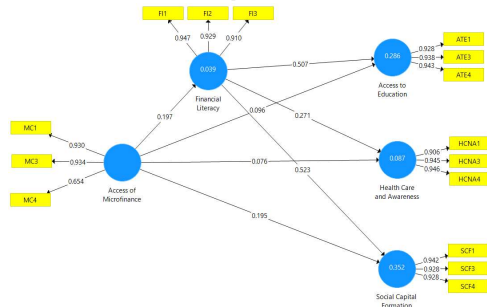 FI1 FI2 FI3
0.947 0.929 0.910
0.039
Financial
Literacy
0.507
0.286
Access to
Education
ATE1
ATE3
ATE4
0.928
0.938
0.943
0.197
0.096
0.271
MC1
MC3
MC4
0.930
0.934
0.654
Access of
Microfinance
0.076
0.523
0.195
0.087
Health Care
and Awareness
HCNA1
HCNA3
HCNA4
0.906
0.945
0.946
0.352
Social Capital
Formation
SCF1
SCF3
SCF4
0.942
0.928
0.928